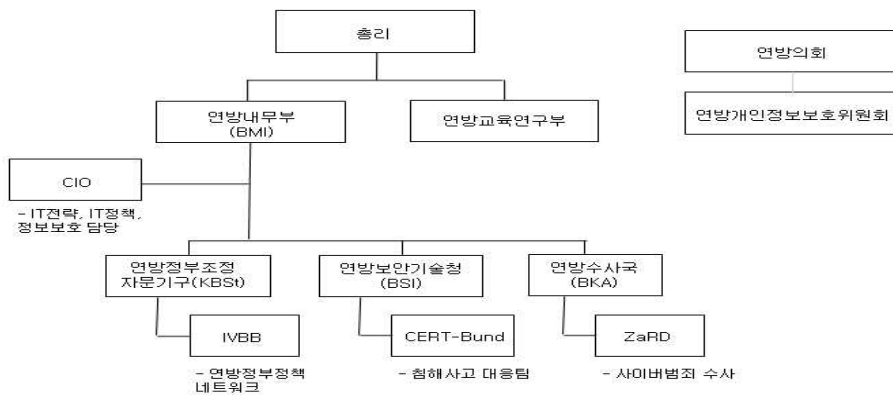 총리
연방의회
연방내무부
(BMI)
연방교육연구부
연방개인정보보호위원회
CIO
- IT전략, IT정책,
정보보호 담당
연방정부조정
자문기구(KBSt)
연방보안기술청
(BSI)
연방수사국
(BKA)
IVBB
CERT-Bund
ZaRD
- 연방정부정책
네트워크
- 침해사고 대응팀
- 사이버범죄 수사